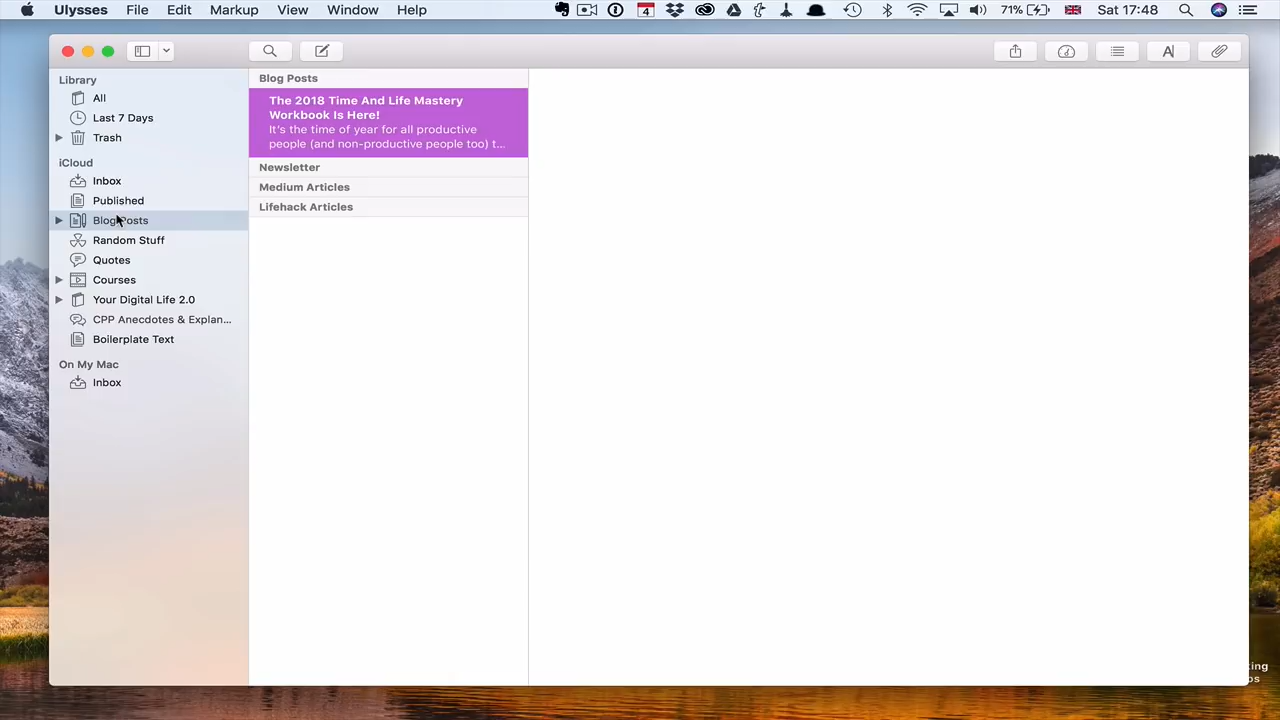 Ulysses File Edit Markup View Window Help 4 71% Sat 17:48
Library
All
Last 7 Days
Trash
iCloud
Inbox
Published
Blog Posts
Random Stuff
Quotes
Courses
Your Digital Life 2.0
CPP Anecdotes & Explan...
Boilerplate Text
On My Mac
Inbox
Blog Posts
The 2018 Time And Life Mastery
Workbook Is Here!
It's the time of year for all productive
people (and non-productive people too) t...
Newsletter
Medium Articles
Lifehack Articles
A